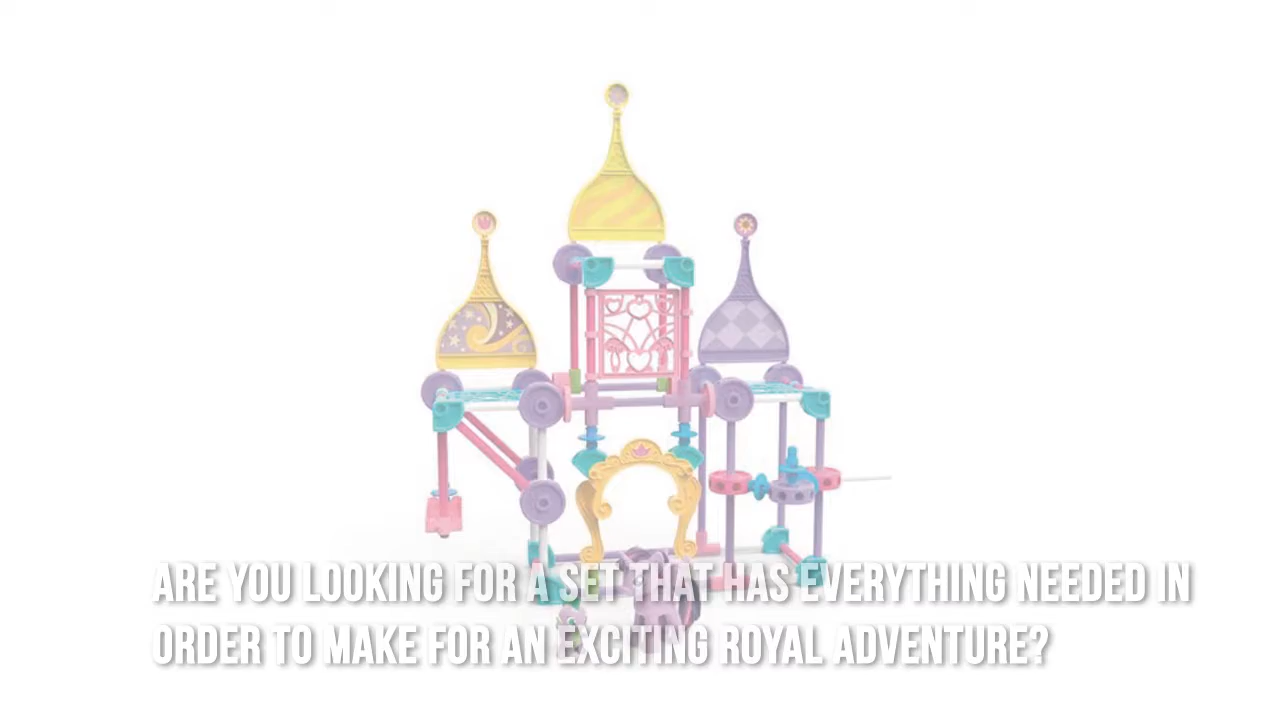 ARE YOU LOOKING FOR A SET THAT HAS EVERYTHING NEEDED IN
ORDER TO MAKE FOR AN EXCITING ROYAL ADVENTURE?